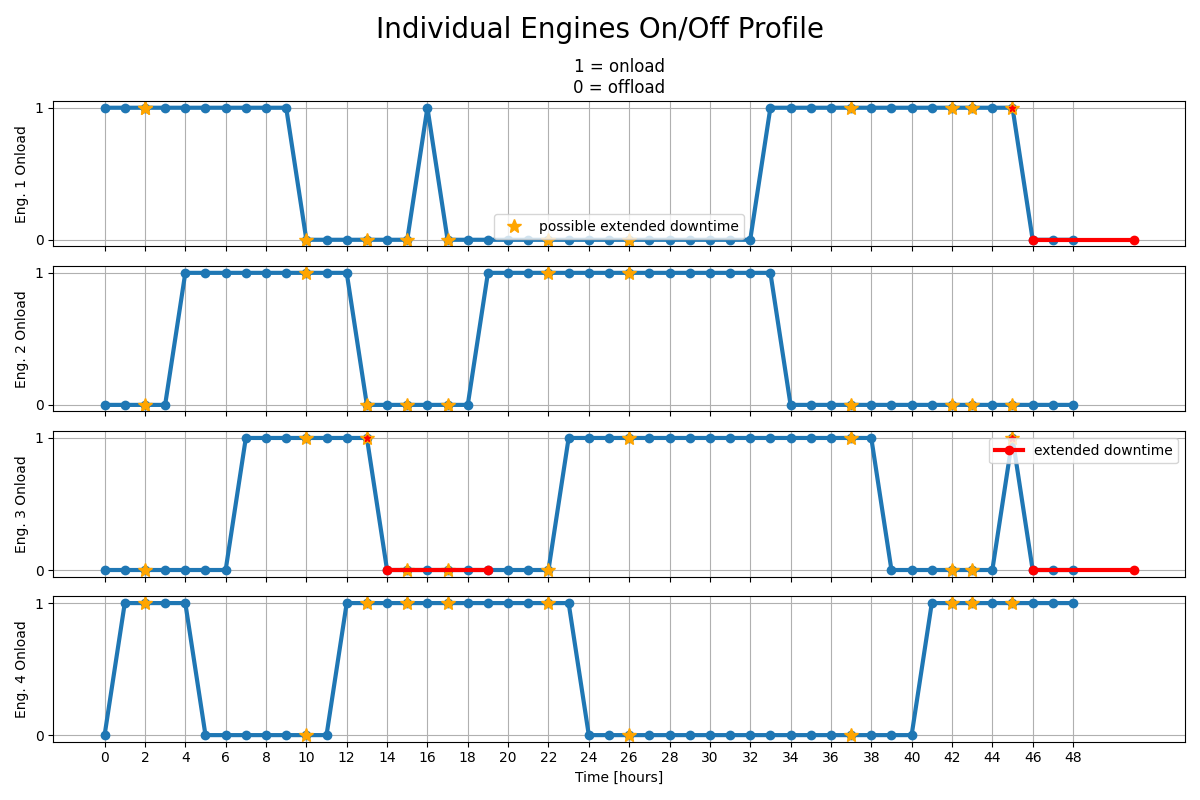 Individual Engines On/Off Profile
1 = onload
0 = offload
1
0
Eng. 1 Onload
possible extended downtime
1
0
Eng. 2 Onload
1
0
Eng. 3 Onload
extended downtime
1
0
Eng. 4 Onload
0 2 4 6 8 10 12 14 16 18 20 22 24 26 28 30 32 34 36 38 40 42 44 46 48
Time [hours]